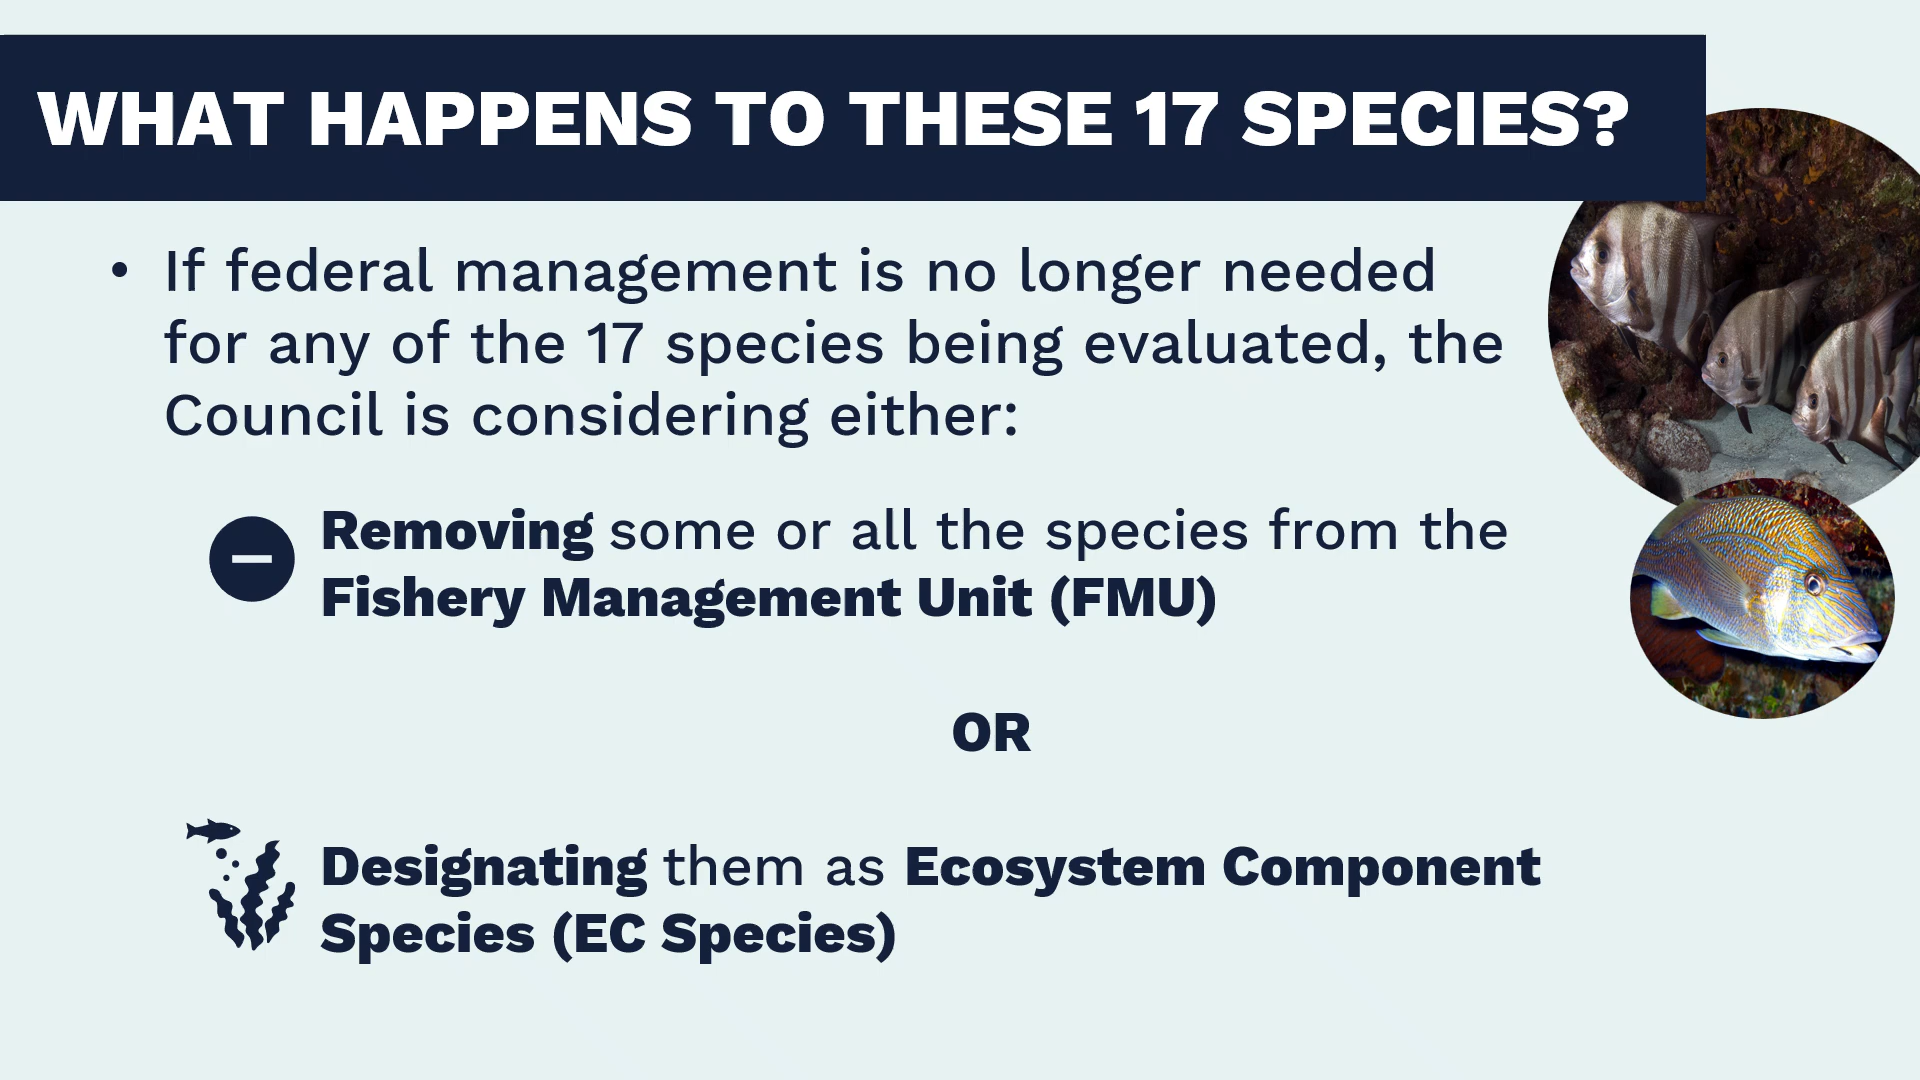 WHAT HAPPENS TO THESE 17 SPECIES?
• If federal management is no longer needed
for any of the 17 species being evaluated, the
Council is considering either:
Removing some or all the species from the
Fishery Management Unit (FMU)
OR
Designating them as Ecosystem Component
Species (EC Species)